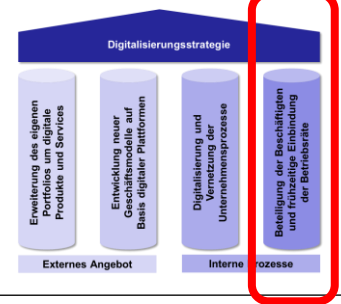 Digitalisierungsstrategie
Erweiterung des eigenen
Portfolios um digitale
Produkte und Services
Entwicklung neuer
Geschäftsmodelle auf
Basis digitaler Plattformen
Digitalisierung und
Vernetzung der
Unternehmensprozesse
Beteiligung der Beschäftigten
und frühzeitige Einbindung
der Betriebsräte
Externes Angebot
Interne Prozesse